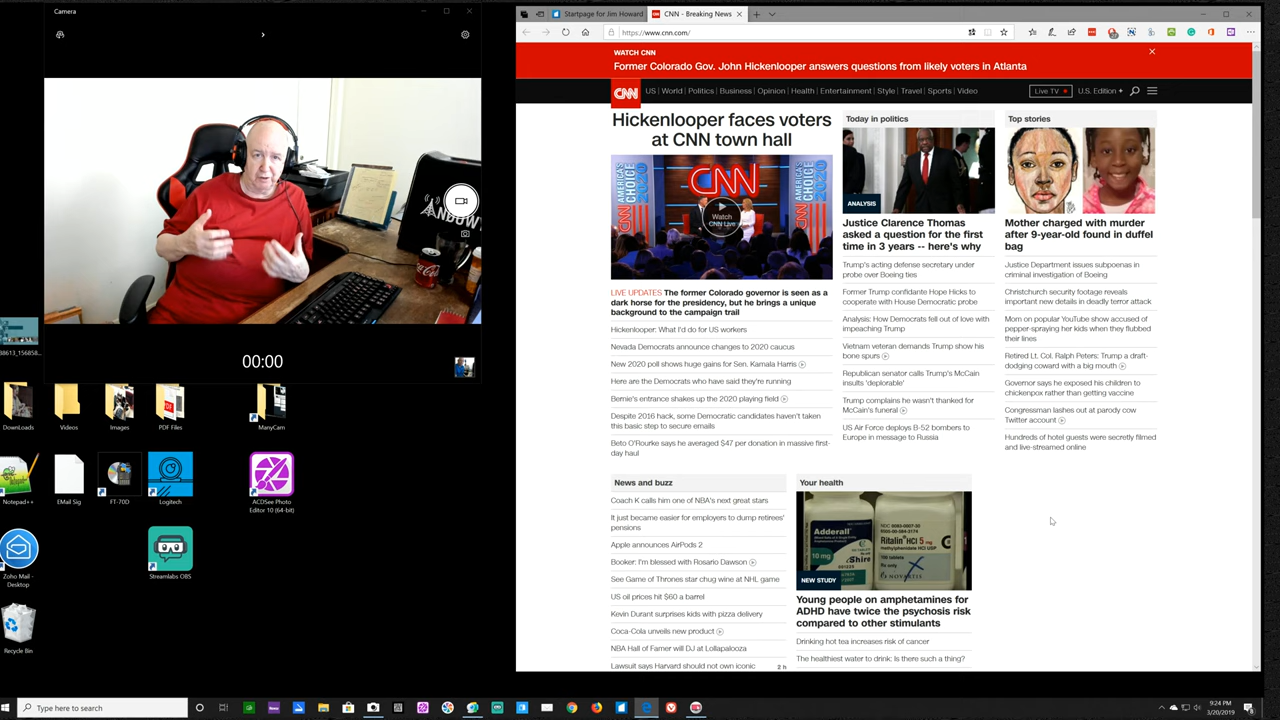 Camera
00:00
Startpage for Jim Howard
CNN - Breaking News
https://www.cnn.com/
WATCH CNN
Former Colorado Gov. John Hickenlooper answers questions from likely voters in Atlanta
CNN
US
World
Politics
Business
Opinion
Health
Entertainment
Style
Travel
Sports
Video
Live TV
U.S. Edition +
Hickenlooper faces voters
at CNN town hall
CNN
AMERICA'S CHOICE 2020
Watch
CNN Live
LIVE UPDATES The former Colorado governor is seen as a
dark horse for the presidency, but he brings a unique
background to the campaign trail
Hickenlooper: What I'd do for US workers
Nevada Democrats announce changes to 2020 caucus
New 2020 poll shows huge gains for Sen. Kamala Harris
Here are the Democrats who have said they're running
Bernie's entrance shakes up the 2020 playing field
Despite 2016 hack, some Democratic candidates haven't taken
this basic step to secure emails
Beto O'Rourke says he averaged $47 per donation in massive first-
day haul
Today in politics
ANALYSIS
Justice Clarence Thomas
asked a question for the first
time in 3 years -- here's why
Trump's acting defense secretary under
probe over Boeing ties
Former Trump confidante Hope Hicks to
cooperate with House Democratic probe
Analysis: How Democrats fell out of love with
impeaching Trump
Vietnam veteran demands Trump show his
bone spurs
Republican senator calls Trump's McCain
insults 'deplorable'
Trump complains he wasn't thanked for
McCain's funeral
US Air Force deploys B-52 bombers to
Europe in message to Russia
Top stories
Mother charged with murder
after 9-year-old found in duffel
bag
Justice Department issues subpoenas in
criminal investigation of Boeing
Christchurch security footage reveals
important new details in deadly terror attack
Mom on popular YouTube show accused of
pepper-spraying her kids when they flubbed
their lines
Retired Lt. Col. Ralph Peters: Trump a draft-
dodging coward with a big mouth
Governor says he exposed his children to
chickenpox rather than getting vaccine
Congressman lashes out at parody cow
Twitter account
Hundreds of hotel guests were secretly filmed
and live-streamed online
News and buzz
Coach K calls him one of NBA's next great stars
It just became easier for employers to dump retirees'
pensions
Apple announces AirPods 2
Booker: I'm blessed with Rosario Dawson
See Game of Thrones star chug wine at NHL game
US oil prices hit $60 a barrel
Kevin Durant surprises kids with pizza delivery
Coca-Cola unveils new product
NBA Hall of Famer will DJ at Lollapalooza
Lawsuit says Harvard should not own iconic
2 h
Your health
Adderall
10 mg
Shire
Ritalin HCl 5 mg
methylphenidate HCl USP
NOVARTIS
NEW STUDY
Young people on amphetamines for
ADHD have twice the psychosis risk
compared to other stimulants
Drinking hot tea increases risk of cancer
The healthiest water to drink: Is there such a thing?
DownLoads
Videos
Images
PDF Files
ManyCam
Notepad++
EMail Sig
FT-70D
Logitech
ACDSee Photo
Editor 10 (64-bit)
Zoho Mail -
Desktop
Streamlabs OBS
Recycle Bin
Type here to search
9:24 PM
3/20/2019